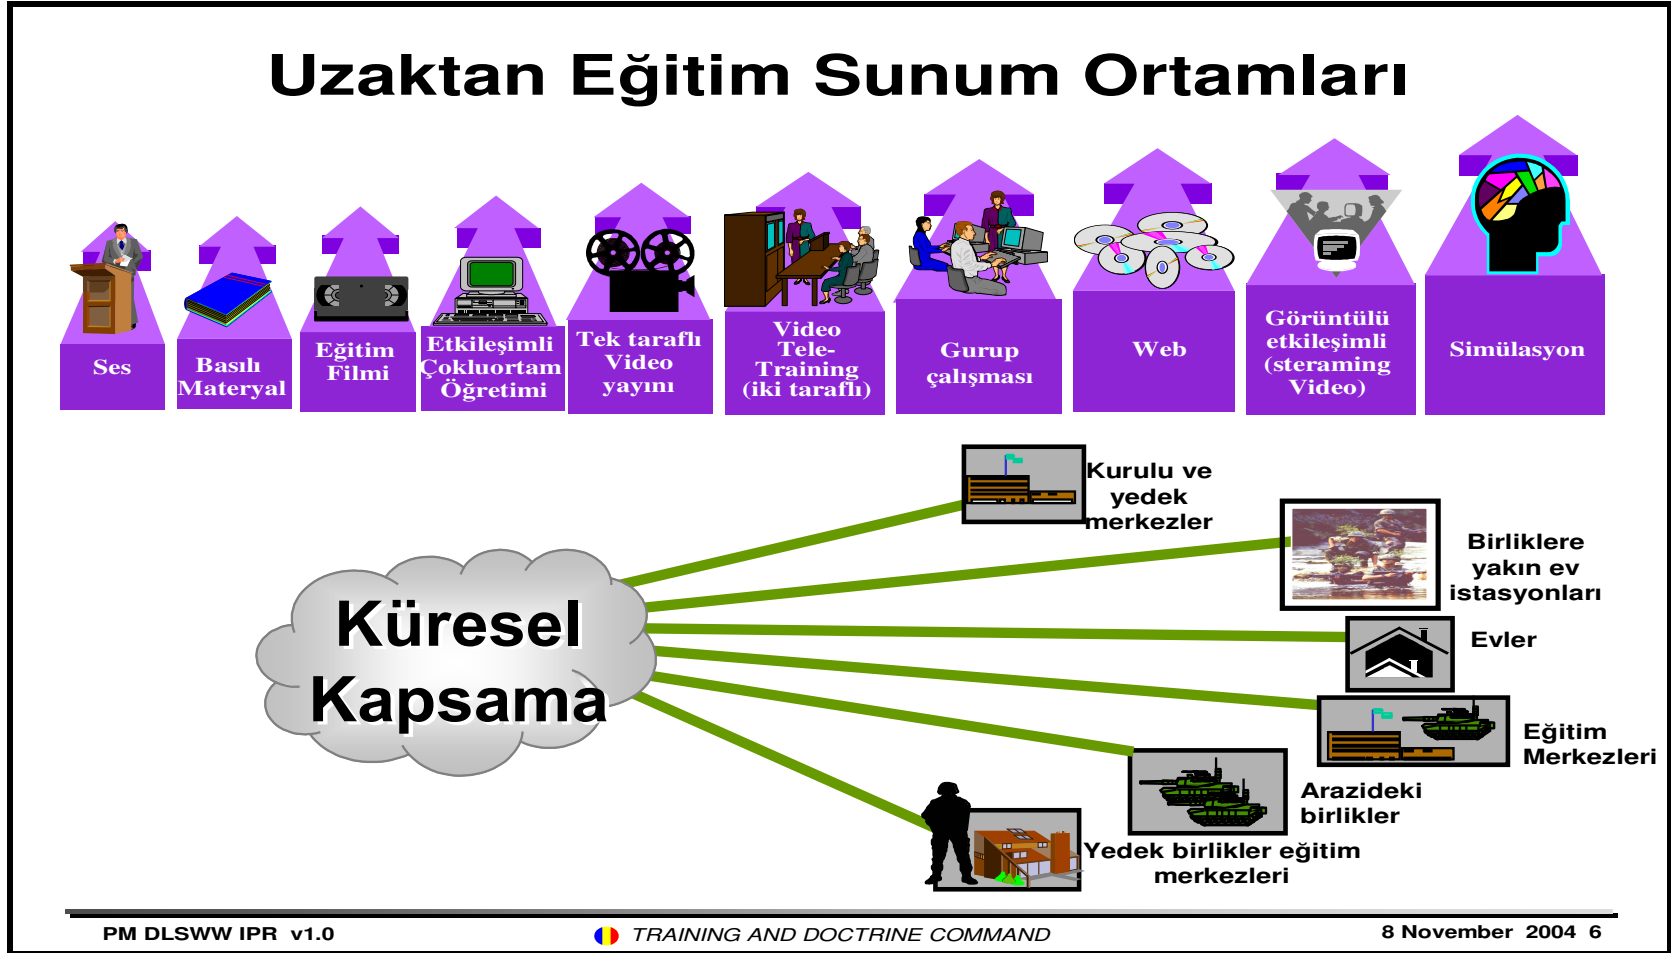 Uzaktan Eğitim Sunum Ortamları
Ses
Basılı
Materyal
Eğitim
Filmi
Etkileşimli
Çokluortam
Öğretimi
Tek taraflı
Video
yayını
Video
Tele-
Training
(iki taraflı)
Gurup
çalışması
Web
Görüntülü
etkileşimli
(steraming
Video)
Simülasyon
Kurulu ve
yedek
merkezler
Birliklere
yakın ev
istasyonları
Evler
Eğitim
Merkezleri
Arazideki
birlikler
Yedek birlikler eğitim
merkezleri
Küresel
Kapsama
PM DLSWW IPR v1.0
TRAINING AND DOCTRINE COMMAND
8 November 2004 6